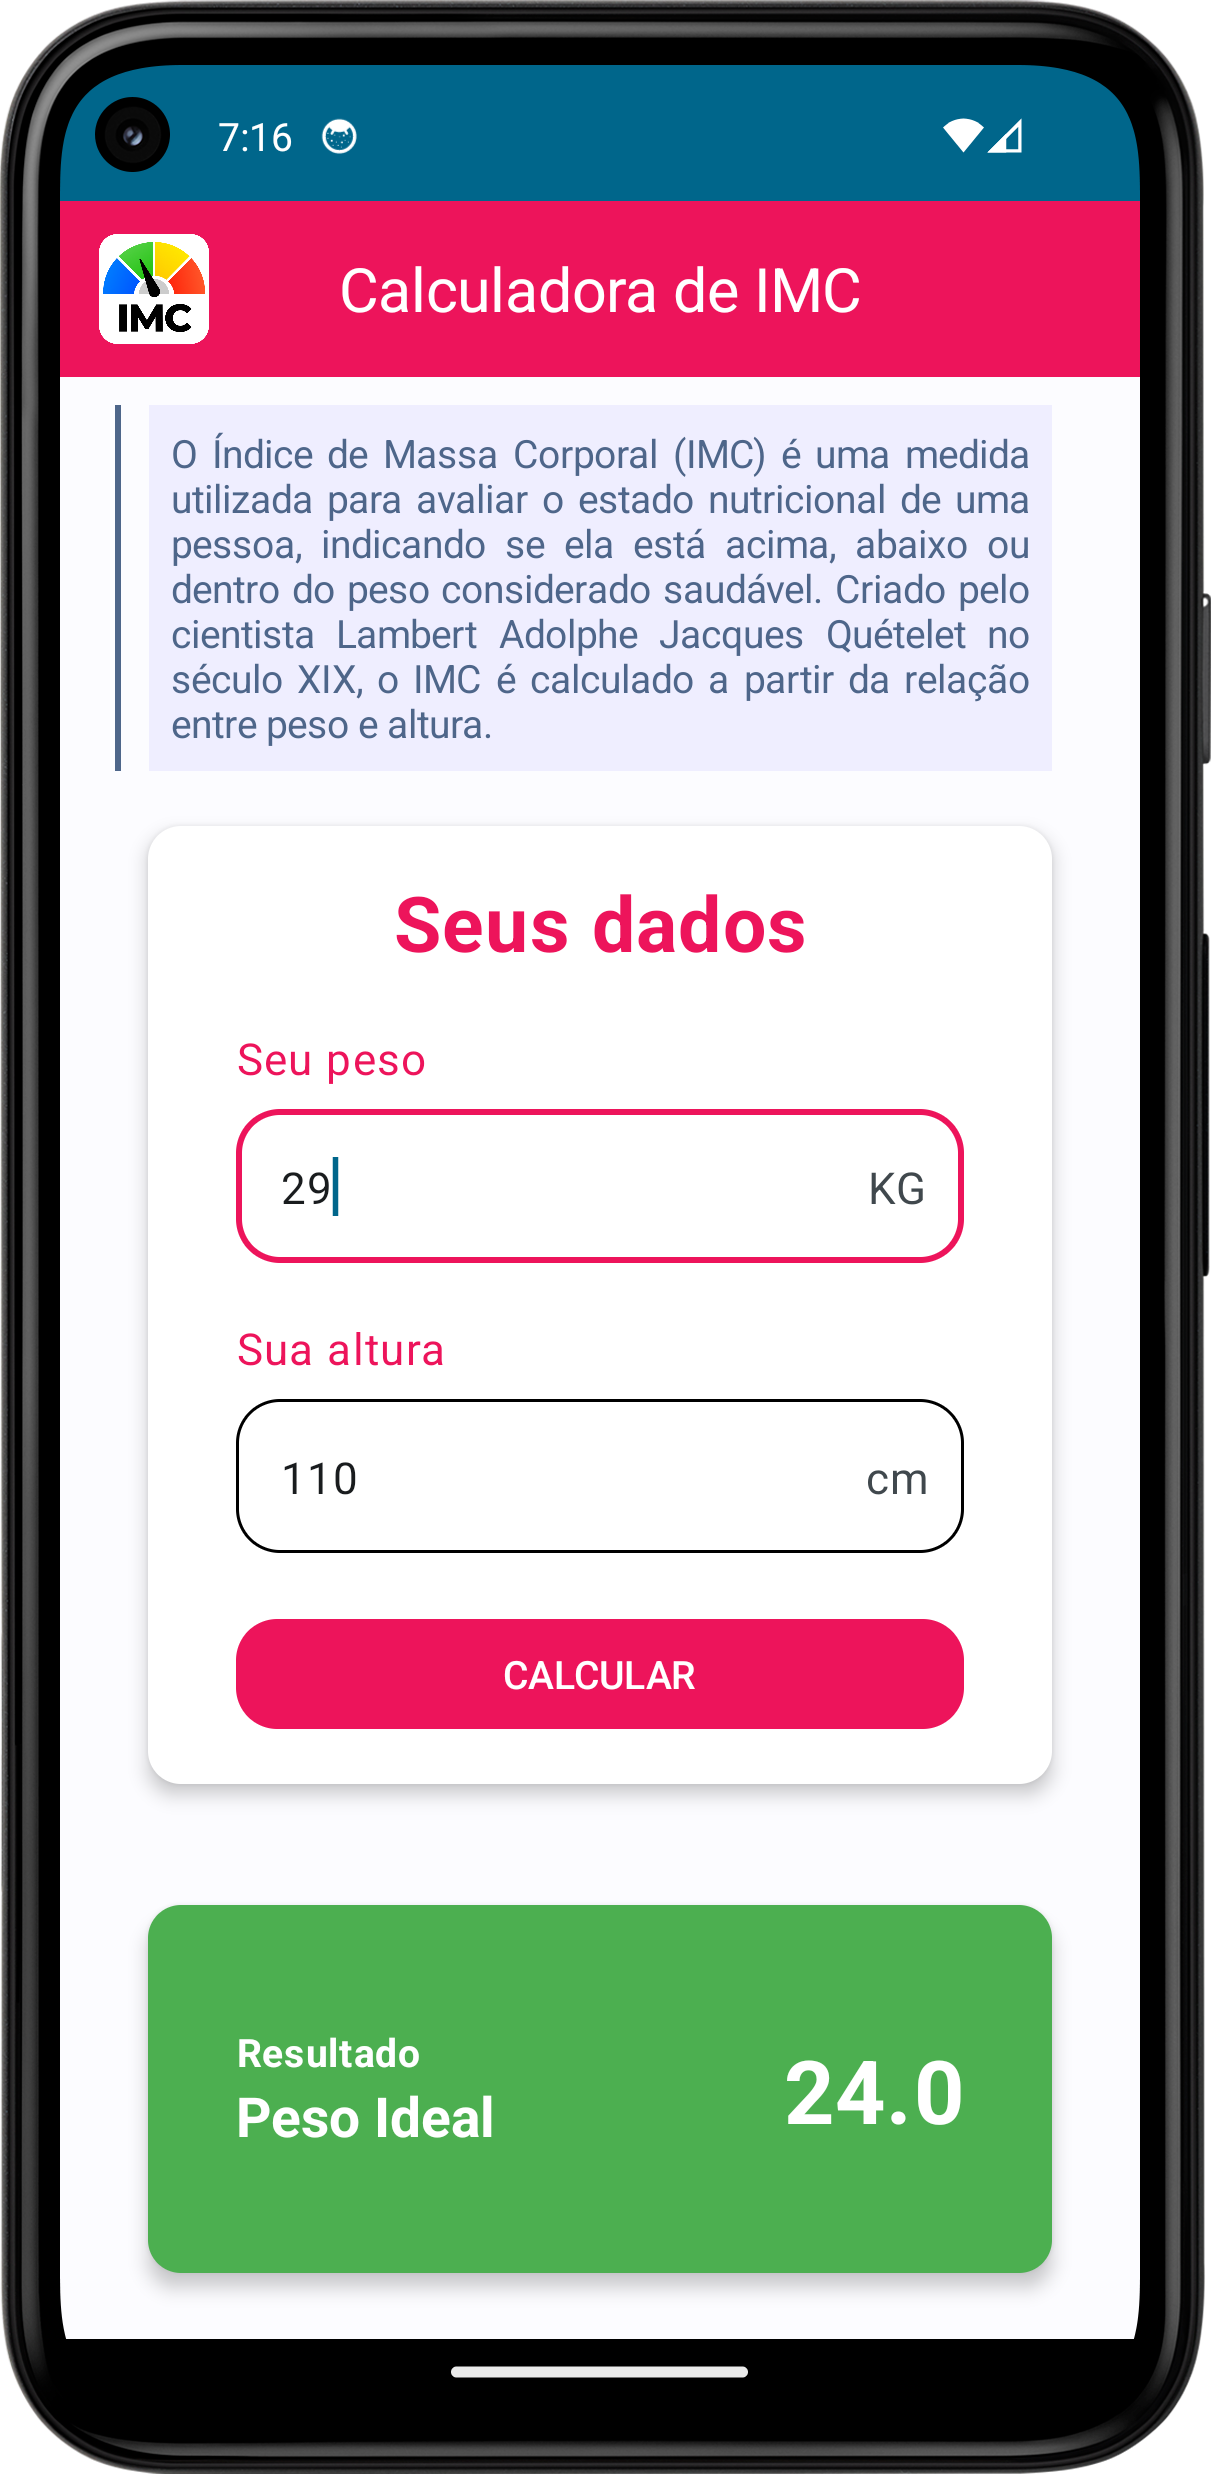 7:16
IMC
Calculadora de IMC
O Índice de Massa Corporal (IMC) é uma medida
utilizada para avaliar o estado nutricional de uma
pessoa, indicando se ela está acima, abaixo ou
dentro do peso considerado saudável. Criado pelo
cientista Lambert Adolphe Jacques Quételet no
século XIX, o IMC é calculado a partir da relação
entre peso e altura.
Seus dados
Seu peso
29 KG
Sua altura
110 cm
CALCULAR
Resultado
Peso Ideal
24.0